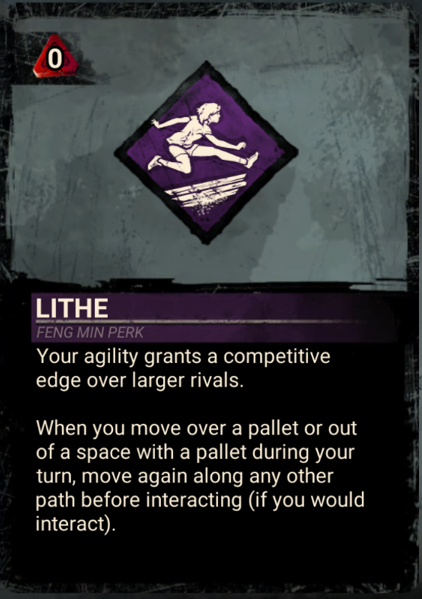 0
LITHE
FENG MIN PERK
Your agility grants a competitive
edge over larger rivals.
When you move over a pallet or out
of a space with a pallet during your
turn, move again along any other
path before interacting (if you would
interact).